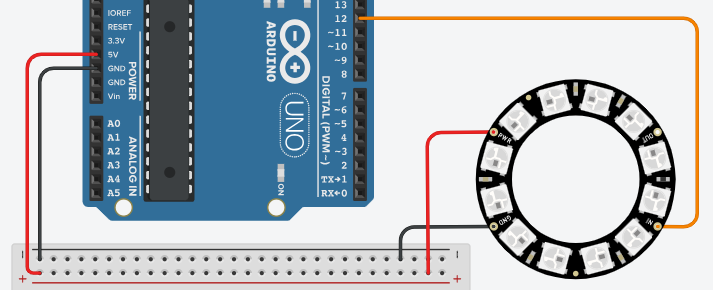 IOREF
RESET
3.3V
5V
GND
GND
Vin
POWER
A0
A1
A2
A3
A4
A5
ANALOG IN
ARDUINO
UNO
ON
13
12
~11
~10
~9
8
7
~6
~5
4
~3
2
TX→1
RX←0
DIGITAL (PWM~)
PWR
OUT
GND
IN
-
+
-
+